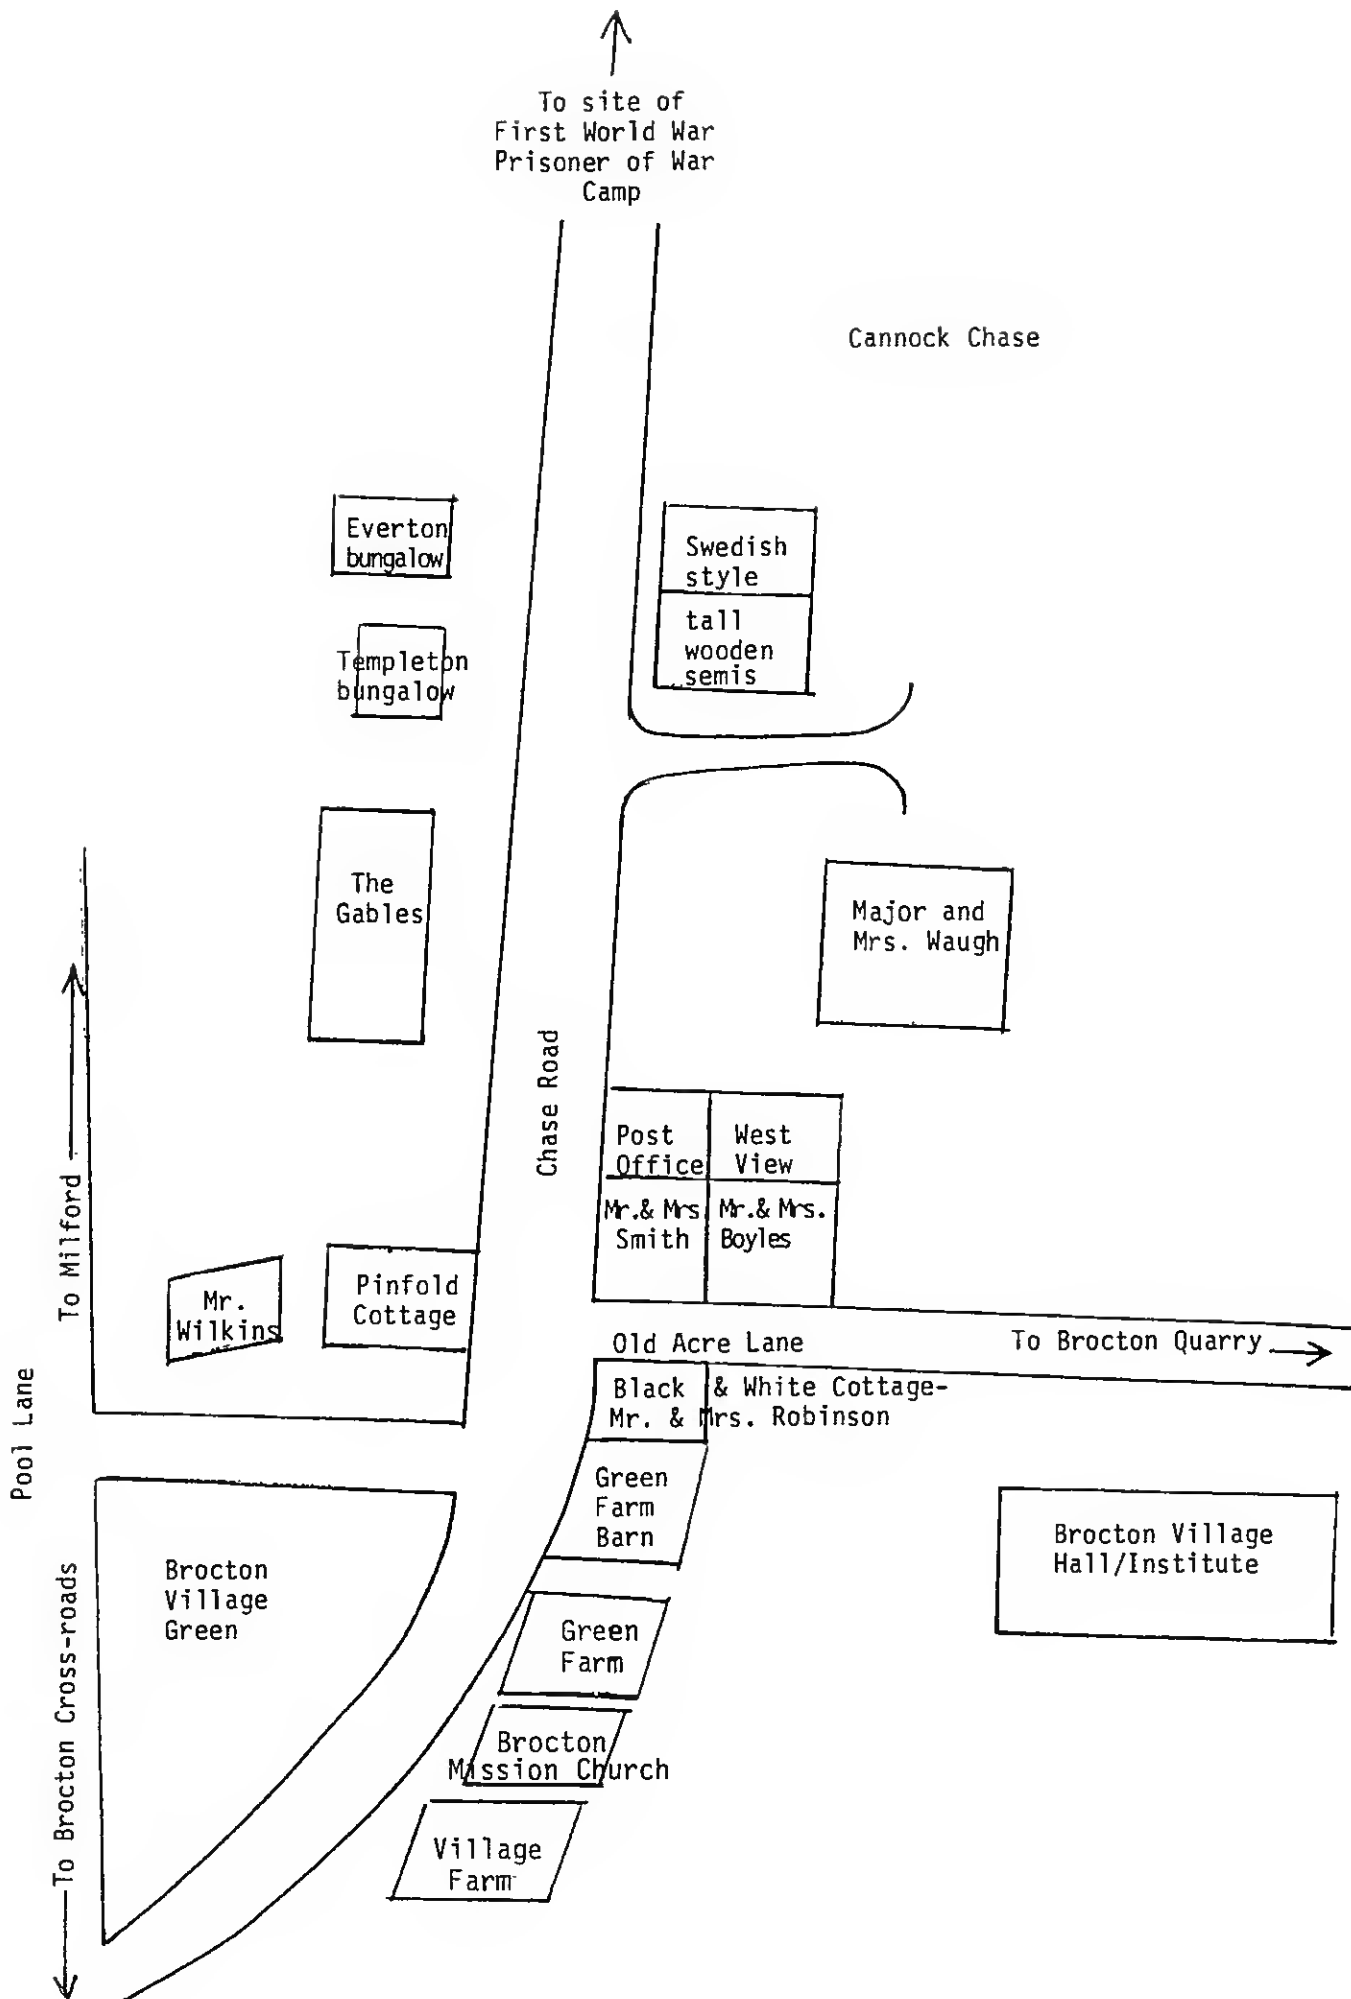 To site of
First World War
Prisoner of War
Camp
Cannock Chase
Everton
bungalow
Swedish
style
tall
wooden
semis
Templeton
bungalow
The
Gables
Major and
Mrs. Waugh
Chase Road
Post
Office
West
View
Mr.& Mrs
Smith
Mr.& Mrs.
Boyles
To Milford
Mr.
Wilkins
Pinfold
Cottage
Old Acre Lane
To Brocton Quarry
Pool Lane
Black & White Cottage-
Mr. & Mrs. Robinson
Green
Farm
Barn
Brocton Village
Hall/Institute
Brocton
Village
Green
Green
Farm
To Brocton Cross-roads
Brocton
Mission Church
Village
Farm